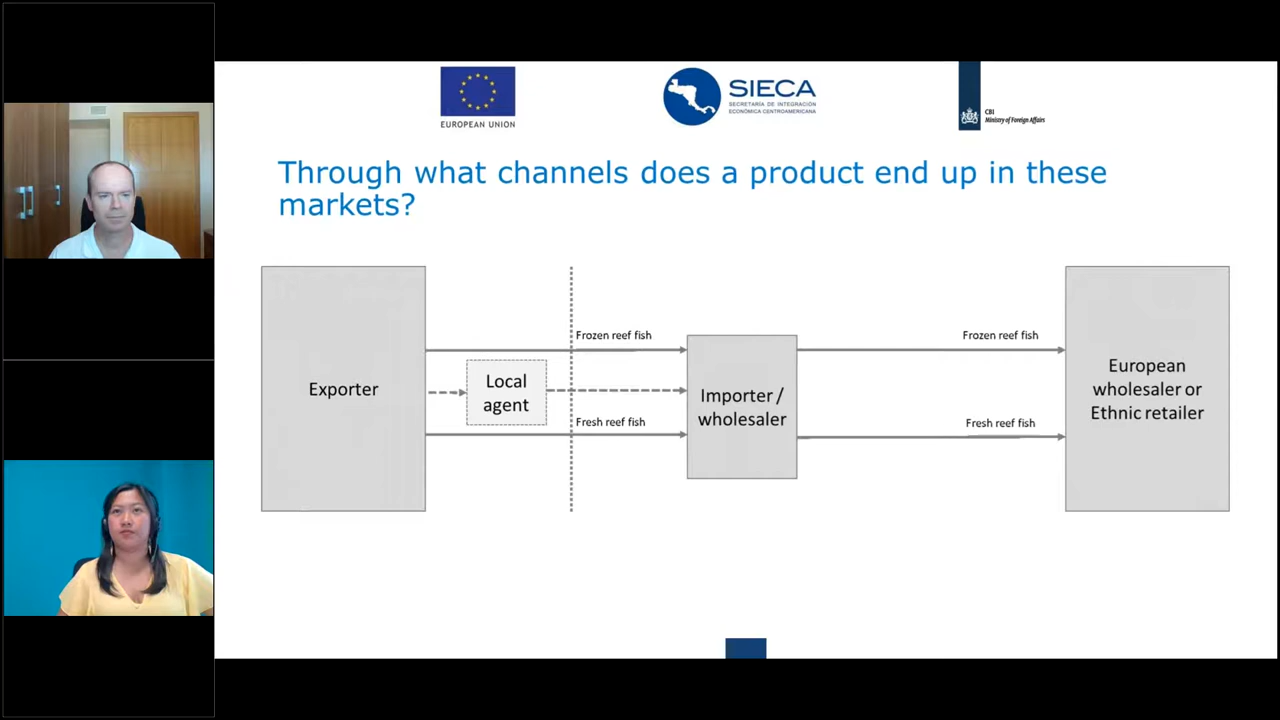 EUROPEAN UNION
SIECA
SECRETARÍA DE INTEGRACIÓN
ECONÓMICA CENTROAMERICANA
CBI
Ministry of Foreign Affairs
Through what channels does a product end up in these
markets?
Exporter
Local
agent
Frozen reef fish
Fresh reef fish
Importer /
wholesaler
Frozen reef fish
Fresh reef fish
European
wholesaler or
Ethnic retailer